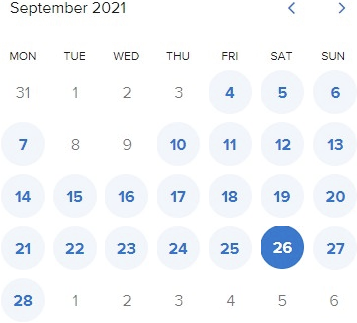 September 2021
MON TUE WED THU FRI SAT SUN
31 1 2 3 4 5 6
7 8 9 10 11 12 13
14 15 16 17 18 19 20
21 22 23 24 25 26 27
28 1 2 3 4 5 6